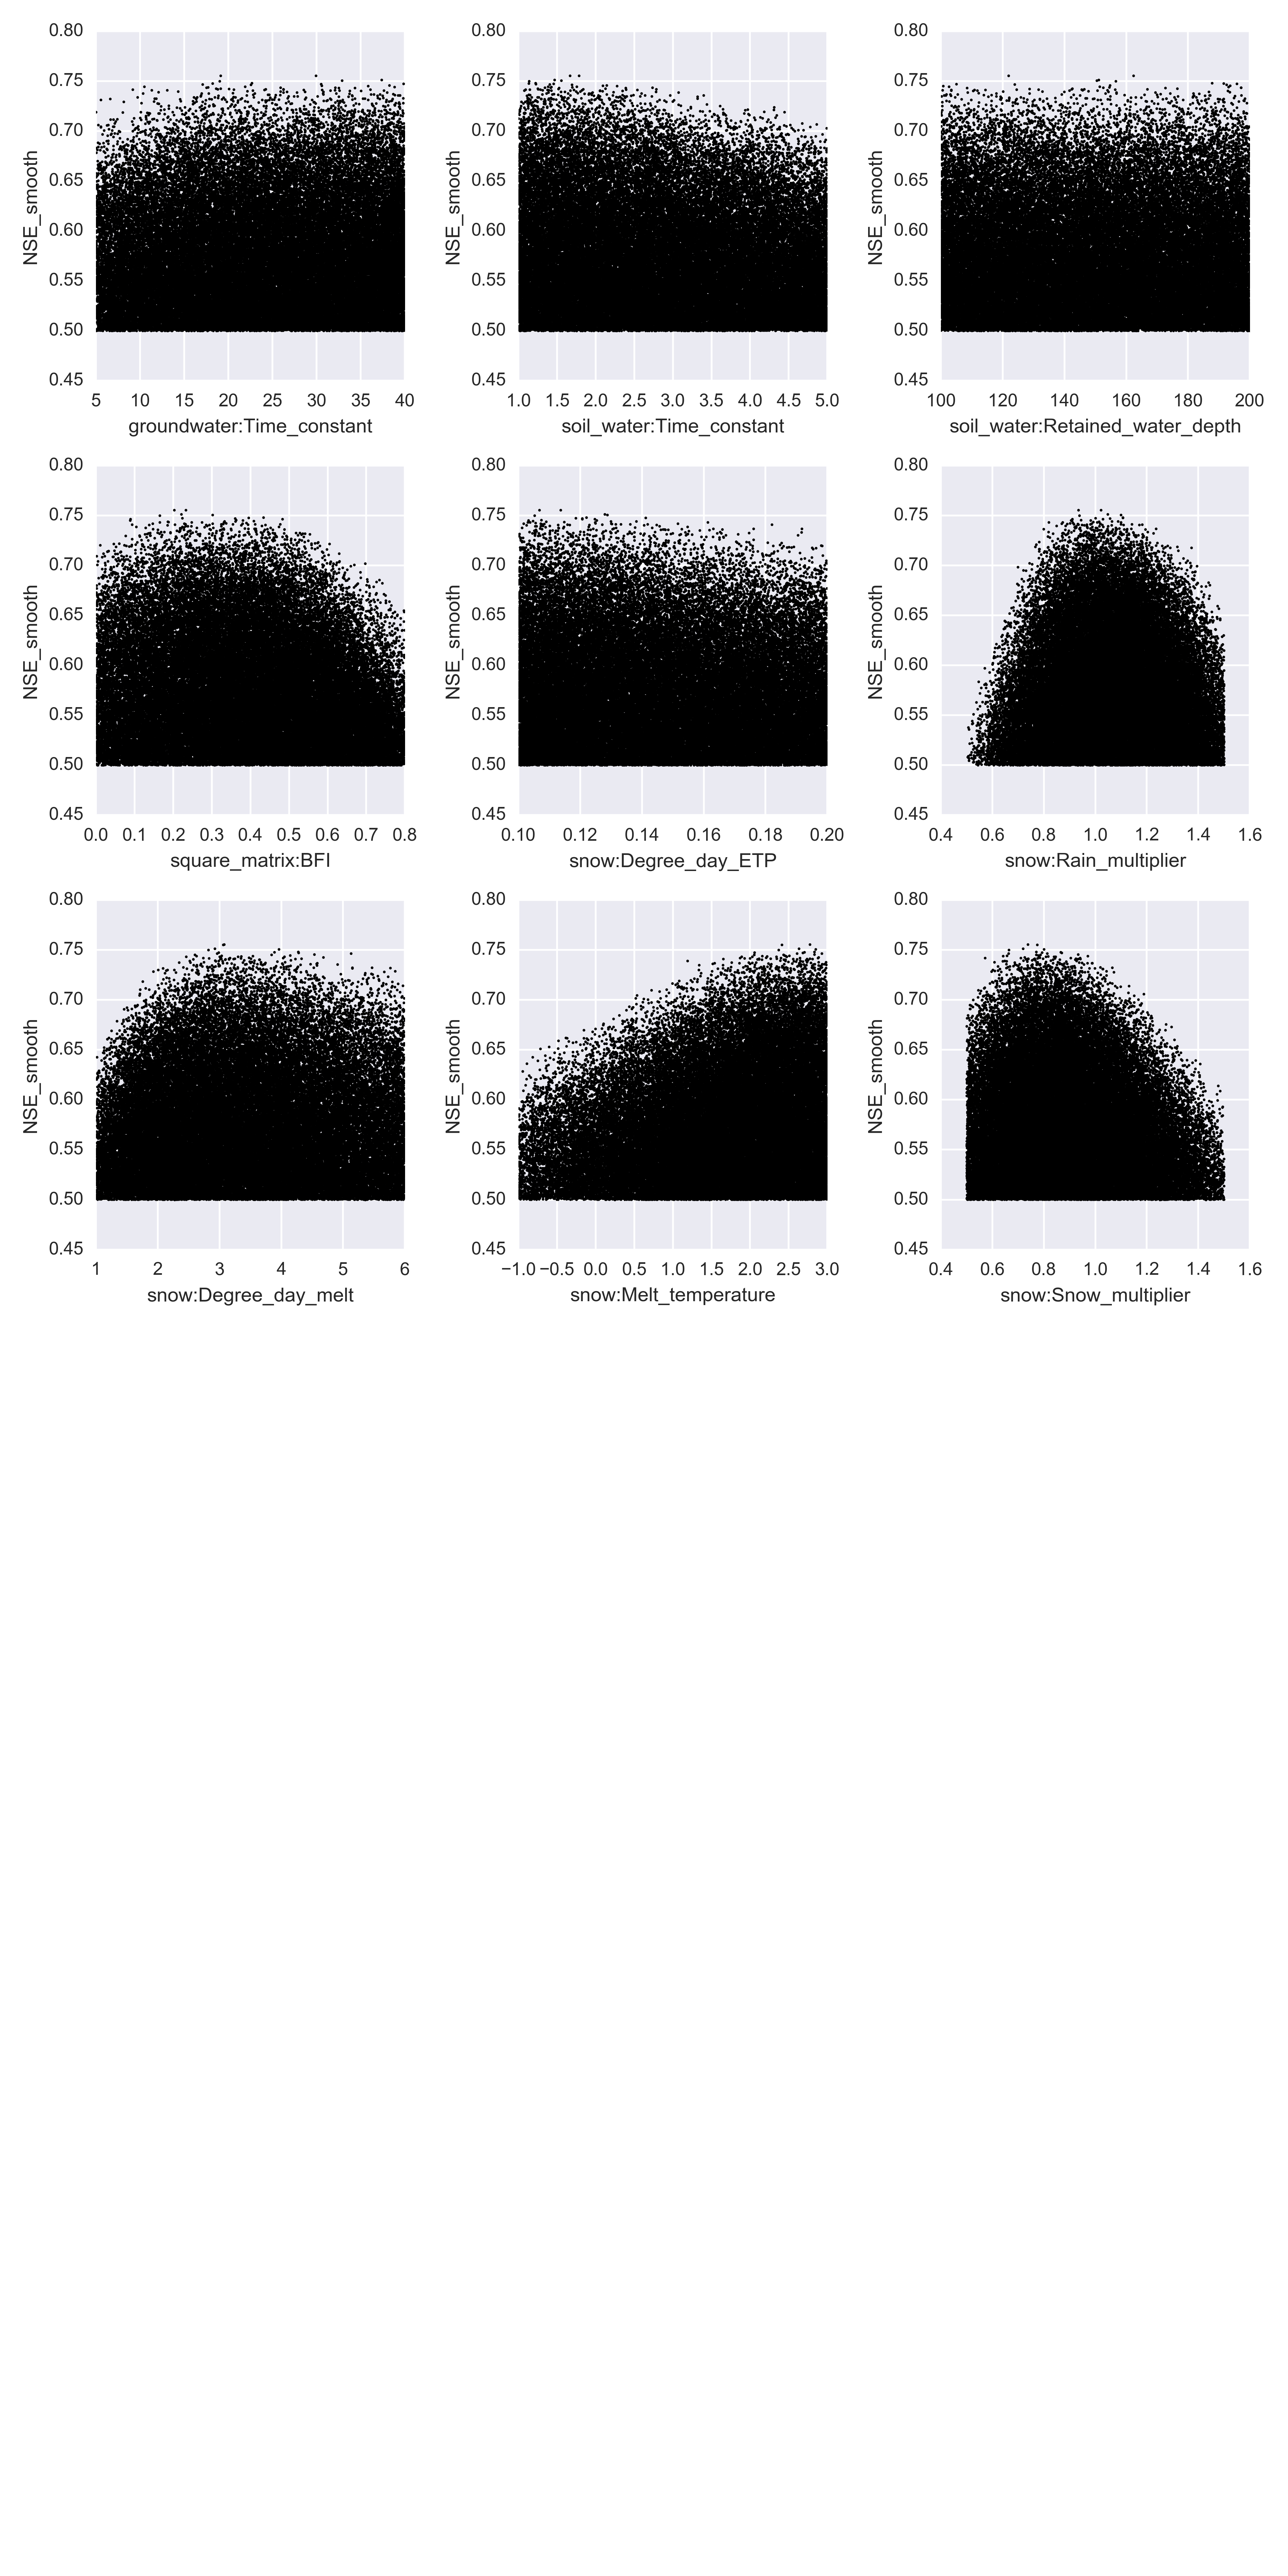 0.80
0.75
0.70
0.65
0.60
0.55
0.50
0.45
NSE_smooth
5 10 15 20 25 30 35 40
groundwater:Time_constant
0.80
0.75
0.70
0.65
0.60
0.55
0.50
0.45
NSE_smooth
1.0 1.5 2.0 2.5 3.0 3.5 4.0 4.5 5.0
soil_water:Time_constant
0.80
0.75
0.70
0.65
0.60
0.55
0.50
0.45
NSE_smooth
100 120 140 160 180 200
soil_water:Retained_water_depth
0.80
0.75
0.70
0.65
0.60
0.55
0.50
0.45
NSE_smooth
0.0 0.1 0.2 0.3 0.4 0.5 0.6 0.7 0.8
square_matrix:BFI
0.80
0.75
0.70
0.65
0.60
0.55
0.50
0.45
NSE_smooth
0.10 0.12 0.14 0.16 0.18 0.20
snow:Degree_day_ETP
0.80
0.75
0.70
0.65
0.60
0.55
0.50
0.45
NSE_smooth
0.4 0.6 0.8 1.0 1.2 1.4 1.6
snow:Rain_multiplier
0.80
0.75
0.70
0.65
0.60
0.55
0.50
0.45
NSE_smooth
1 2 3 4 5 6
snow:Degree_day_melt
0.80
0.75
0.70
0.65
0.60
0.55
0.50
0.45
NSE_smooth
−1.0 −0.5 0.0 0.5 1.0 1.5 2.0 2.5 3.0
snow:Melt_temperature
0.80
0.75
0.70
0.65
0.60
0.55
0.50
0.45
NSE_smooth
0.4 0.6 0.8 1.0 1.2 1.4 1.6
snow:Snow_multiplier